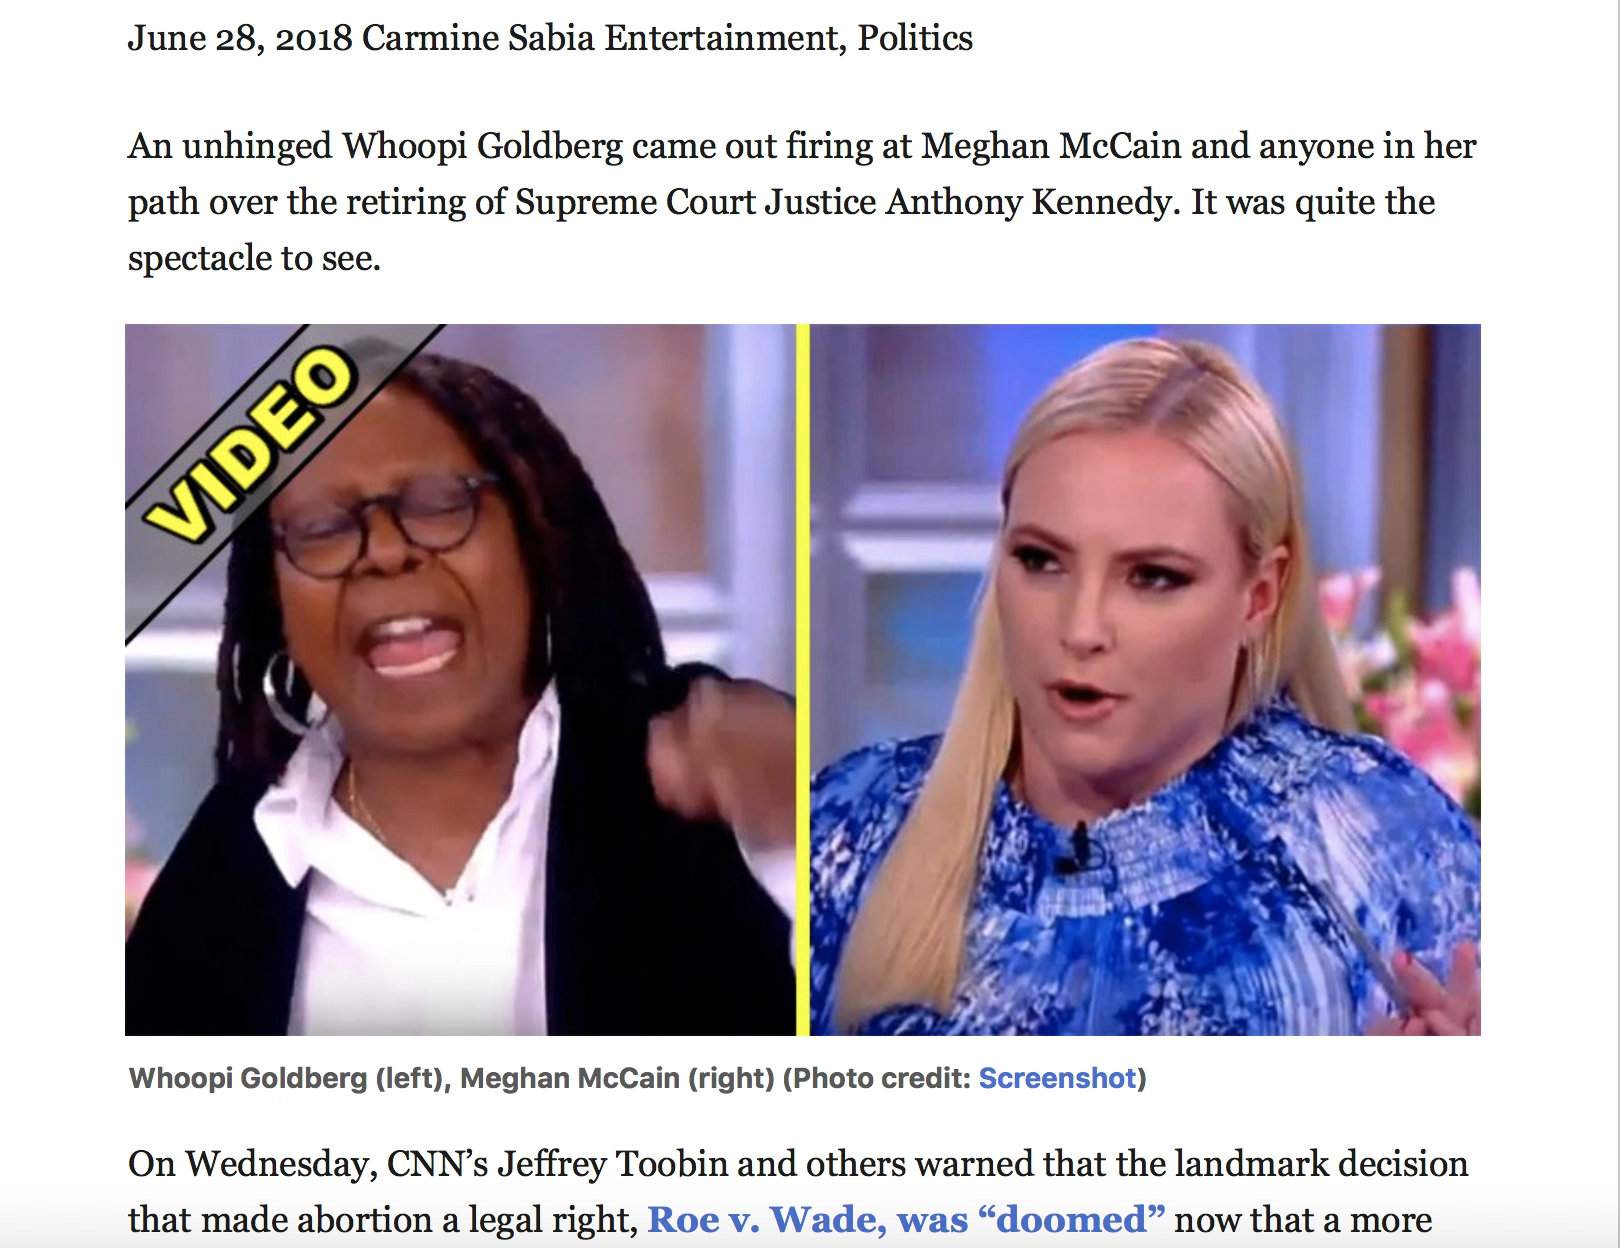 June 28, 2018 Carmine Sabia Entertainment, Politics
An unhinged Whoopi Goldberg came out firing at Meghan McCain and anyone in her
path over the retiring of Supreme Court Justice Anthony Kennedy. It was quite the
spectacle to see.
VIDEO
Whoopi Goldberg (left), Meghan McCain (right) (Photo credit: Screenshot)
On Wednesday, CNN’s Jeffrey Toobin and others warned that the landmark decision
that made abortion a legal right, Roe v. Wade, was “doomed” now that a more